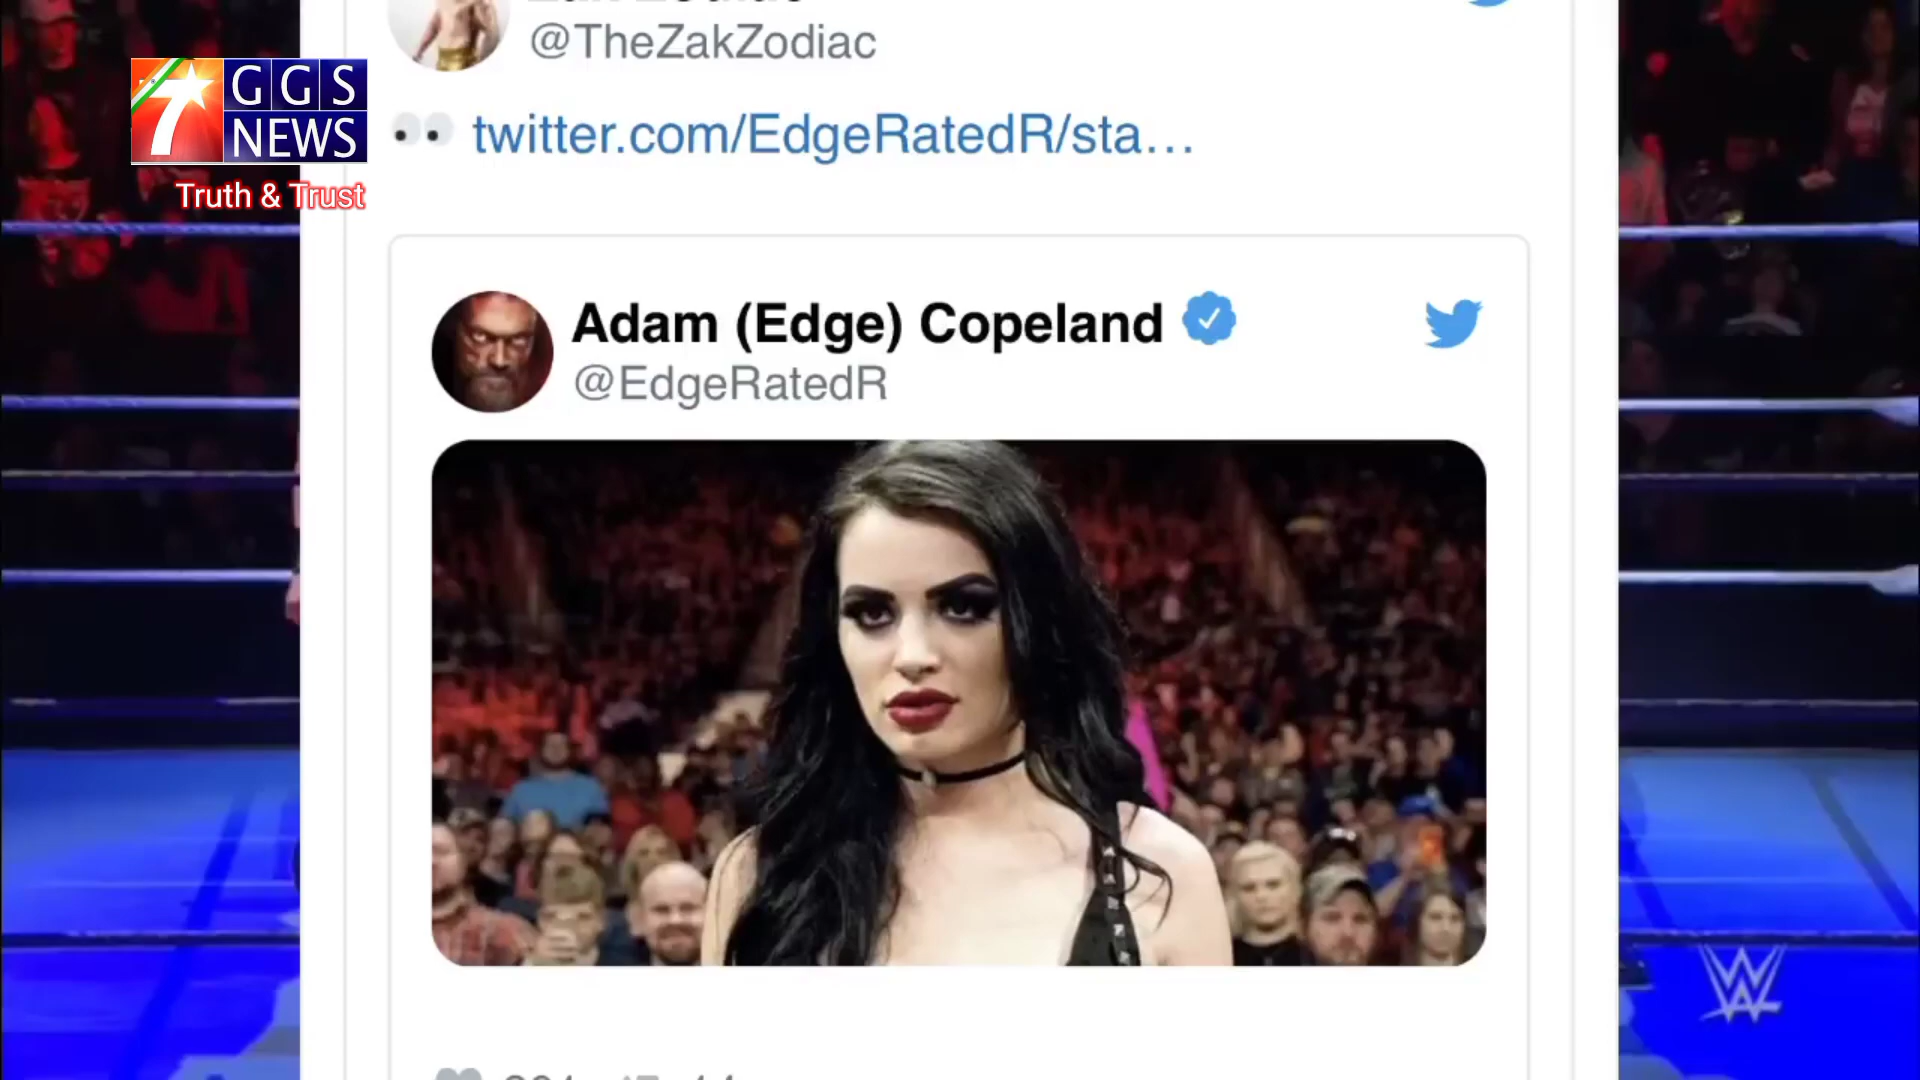 @TheZakZodiac
GGS
NEWS
Truth & Trust
twitter.com/EdgeRatedR/sta…
Adam (Edge) Copeland
@EdgeRatedR